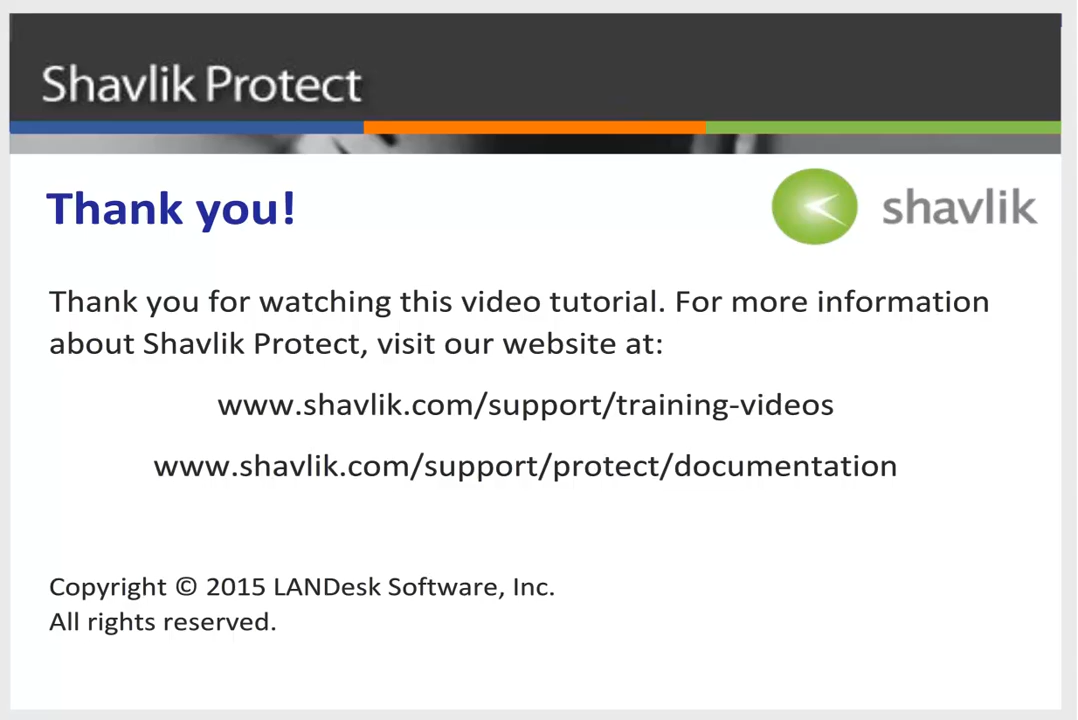 Shavlik Protect
Thank you!
shavlik
Thank you for watching this video tutorial. For more information
about Shavlik Protect, visit our website at:
www.shavlik.com/support/training-videos
www.shavlik.com/support/protect/documentation
Copyright © 2015 LANDesk Software, Inc.
All rights reserved.